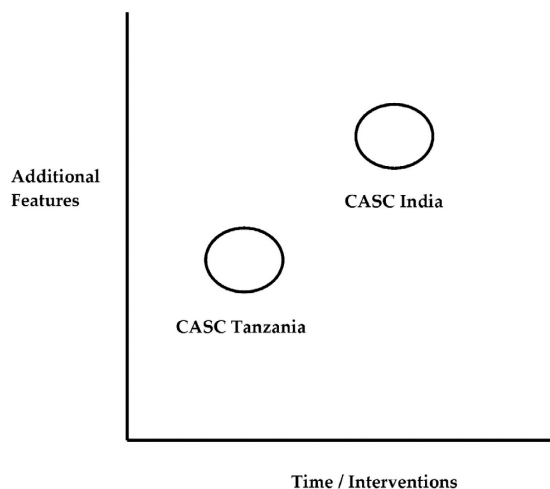 Additional
Features
CASC India
CASC Tanzania
Time / Interventions